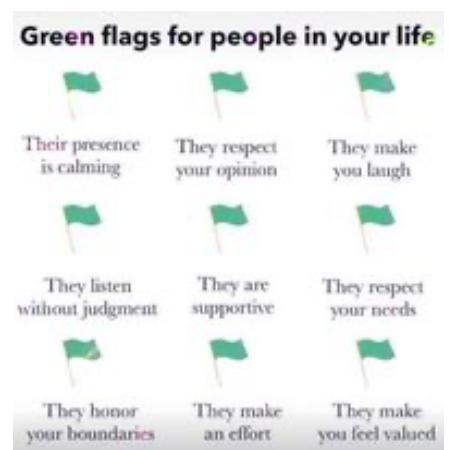 Green flags for people in your life
Their presence
is calming
They respect
your opinion
They make
you laugh
They listen
without judgment
They are
supportive
They respect
your needs
They honor
your boundaries
They make
an effort
They make
you feel valued